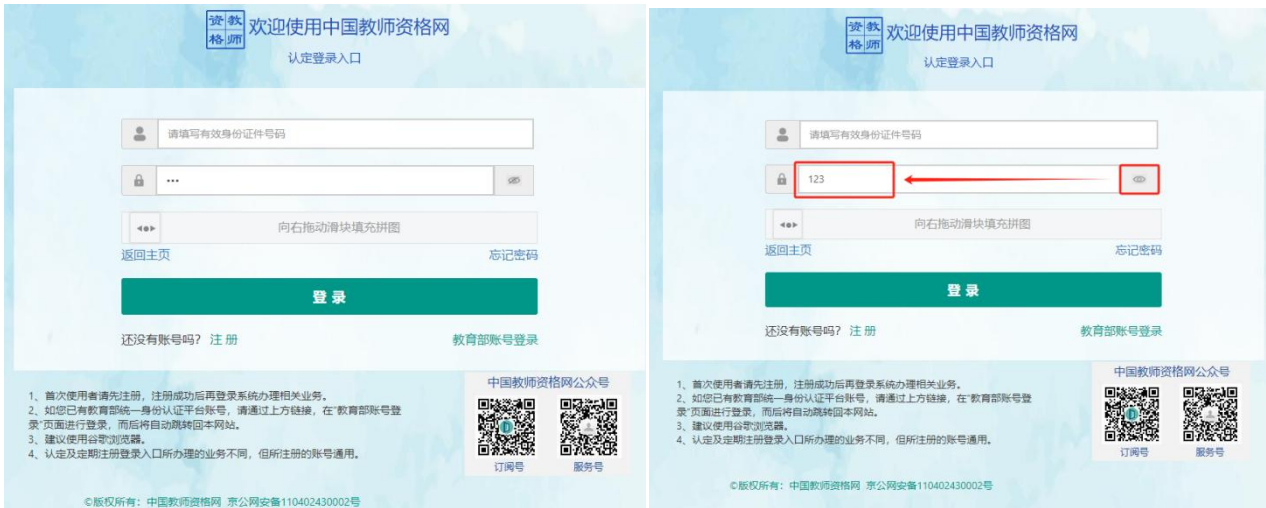 资教
格师
欢迎使用中国教师资格网
认定登录入口
请填写有效身份证件号码
•••
向右拖动滑块填充拼图
返回主页
忘记密码
登 录
还没有账号吗？ 注 册
教育部账号登录
1、首次使用者请先注册，注册成功后再登录系统办理相关业务。
2、如您已有教育部统一身份认证平台账号，请通过上方链接，在“教育部账号登
录”页面进行登录，而后将自动跳转回本网站。
3、建议使用谷歌浏览器。
4、认定及定期注册登录入口所办理的业务不同，但所注册的账号通用。
中国教师资格网公众号
订阅号
服务号
©版权所有：中国教师资格网 京公网安备110402430002号
资教
格师
欢迎使用中国教师资格网
认定登录入口
请填写有效身份证件号码
123
向右拖动滑块填充拼图
返回主页
忘记密码
登 录
还没有账号吗？ 注 册
教育部账号登录
1、首次使用者请先注册，注册成功后再登录系统办理相关业务。
2、如您已有教育部统一身份认证平台账号，请通过上方链接，在“教育部账号登
录”页面进行登录，而后将自动跳转回本网站。
3、建议使用谷歌浏览器。
4、认定及定期注册登录入口所办理的业务不同，但所注册的账号通用。
中国教师资格网公众号
订阅号
服务号
©版权所有：中国教师资格网 京公网安备110402430002号